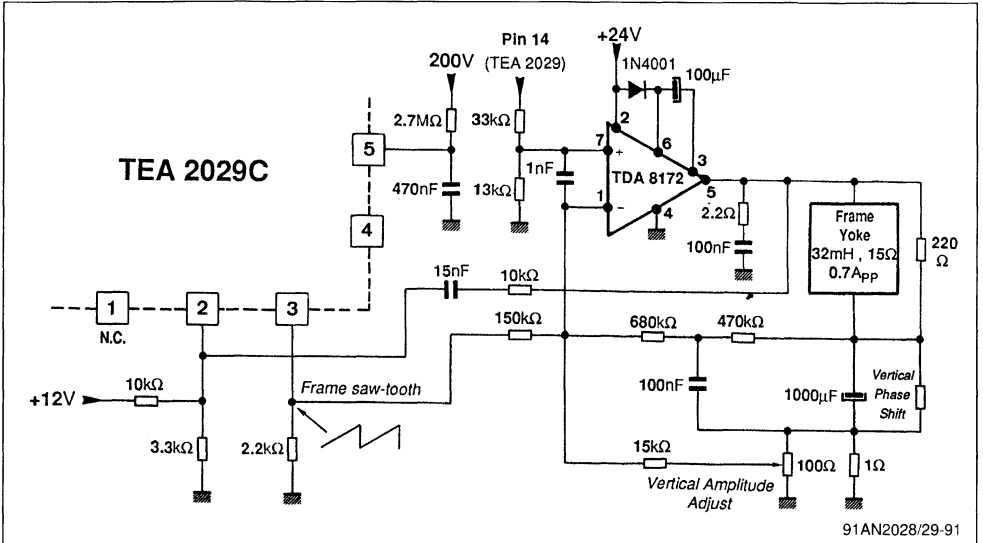 +24V
Pin 14
(TEA 2029)
200V
1N4001
100µF
2.7MΩ
33kΩ
2
6
3
7
+
TEA 2029C
5
1nF
TDA 8172
5
470nF
13kΩ
1
-
4
2.2Ω
100nF
Frame
Yoke
32mH , 15Ω
0.7APP
220
Ω
4
15nF
10kΩ
1
2
3
N.C.
150kΩ
680kΩ
470kΩ
+12V
10kΩ
Frame saw-tooth
100nF
1000µF
Vertical
Phase
Shift
3.3kΩ
2.2kΩ
15kΩ
100Ω
1Ω
Vertical Amplitude
Adjust
91AN2028/29-91